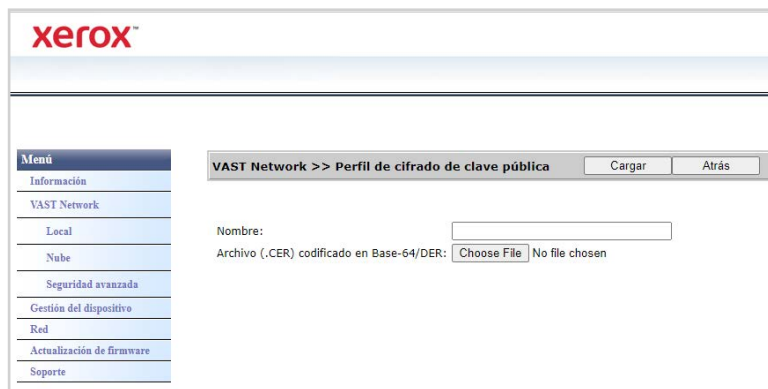 xerox™
Menú
Información
VAST Network
Local
Nube
Seguridad avanzada
Gestión del dispositivo
Red
Actualización de firmware
Soporte
VAST Network >> Perfil de cifrado de clave pública Cargar Atrás
Nombre:
Archivo (.CER) codificado en Base-64/DER: Choose File No file chosen